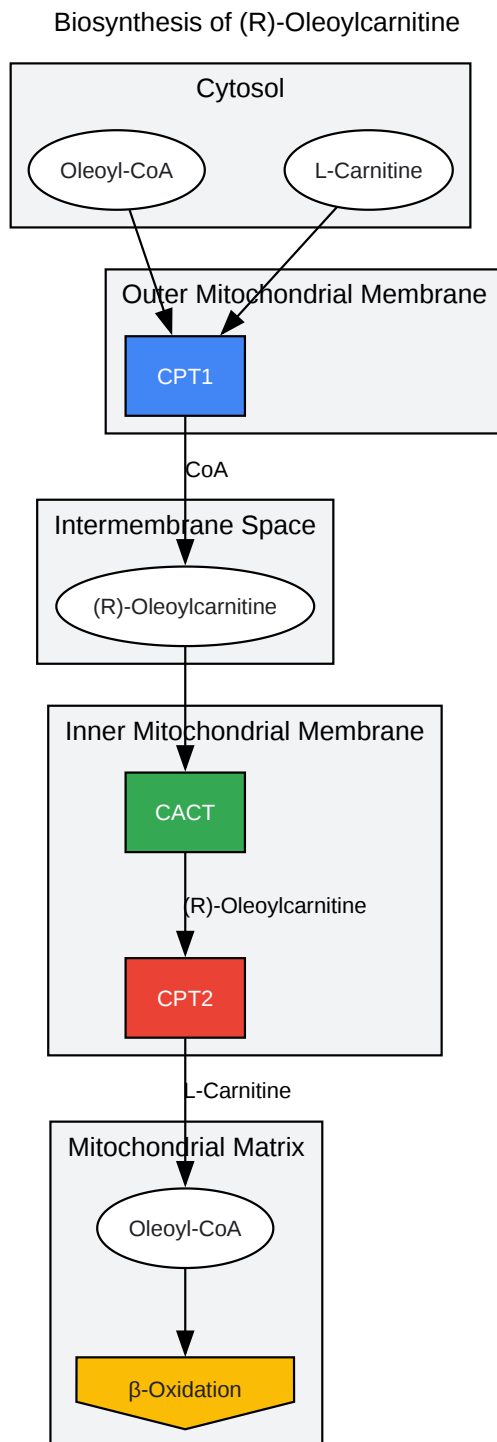 Biosynthesis of (R)-Oleoylcarnitine
Cytosol
Oleoyl-CoA
L-Carnitine
Outer Mitochondrial Membrane
CPT1
CoA
Intermembrane Space
(R)-Oleoylcarnitine
Inner Mitochondrial Membrane
CACT
(R)-Oleoylcarnitine
CPT2
L-Carnitine
Mitochondrial Matrix
Oleoyl-CoA
β-Oxidation